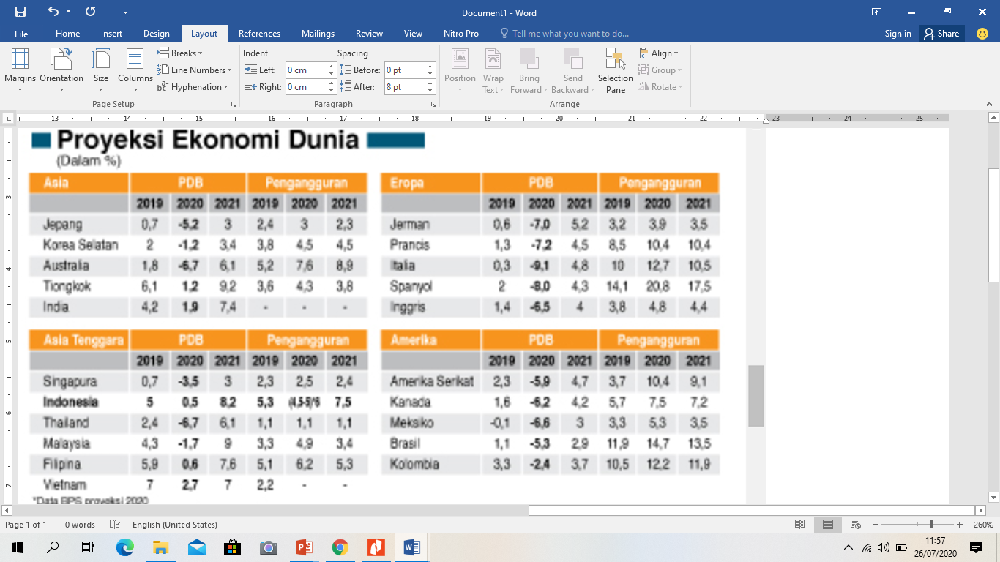 Document1 - Word
File Home Insert Design Layout References Mailings Review View Nitro Pro Tell me what you want to do... Sign in Share
Margins Orientation Size Columns Breaks Line Numbers Hyphenation
Page Setup
Indent Spacing
Left: 0 cm Before: 0 pt
Right: 0 cm After: 8 pt
Paragraph
Position Wrap Text Bring Forward Send Backward Selection Pane Align Group Rotate
Arrange
13 14 15 16 17 18 19 20 21 22 23 24 25
3
4
5
6
7
Proyeksi Ekonomi Dunia
(Dalam %)
Asia PDB Pengangguran
2019 2020 2021 2019 2020 2021
Jepang 0,7 -5,2 3 2,4 3 2,3
Korea Selatan 2 -1,2 3,4 3,8 4,5 4,5
Australia 1,8 -6,7 6,1 5,2 7,6 8,9
Tiongkok 6,1 1,2 9,2 3,6 4,3 3,8
India 4,2 1,9 7,4 - - -
Eropa PDB Pengangguran
2019 2020 2021 2019 2020 2021
Jerman 0,6 -7,0 5,2 3,2 3,9 3,5
Prancis 1,3 -7,2 4,5 8,5 10,4 10,4
Italia 0,3 -9,1 4,8 10 12,7 10,5
Spanyol 2 -8,0 4,3 14,1 20,8 17,5
Inggris 1,4 -6,5 4 3,8 4,8 4,4
Asia Tenggara PDB Pengangguran
2019 2020 2021 2019 2020 2021
Singapura 0,7 -3,5 3 2,3 2,5 2,4
Indonesia 5 0,5 8,2 5,3 (4,5-5)*6 7,5
Thailand 2,4 -6,7 6,1 1,1 1,1 1,1
Malaysia 4,3 -1,7 9 3,3 4,9 3,4
Filipina 5,9 0,6 7,6 5,1 6,2 5,3
Vietnam 7 2,7 7 2,2 - -
*Data BPS proyeksi 2020
Amerika PDB Pengangguran
2019 2020 2021 2019 2020 2021
Amerika Serikat 2,3 -5,9 4,7 3,7 10,4 9,1
Kanada 1,6 -6,2 4,2 5,7 7,5 7,2
Meksiko -0,1 -6,6 3 3,3 5,3 3,5
Brasil 1,1 -5,3 2,9 11,9 14,7 13,5
Kolombia 3,3 -2,4 3,7 10,5 12,2 11,9
Page 1 of 1 0 words English (United States) 260%
11:57
26/07/2020